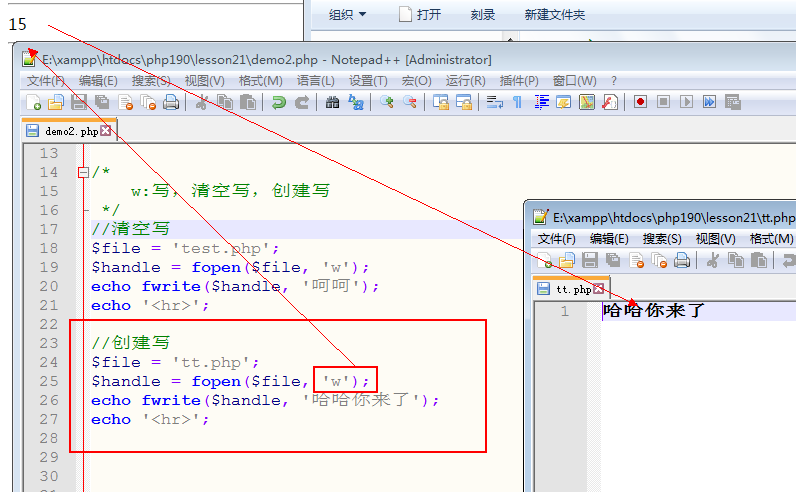 组织 打开 刻录 新建文件夹
15
E:\xampp\htdocs\php190\lesson21\demo2.php - Notepad++ [Administrator]
文件(F) 编辑(E) 搜索(S) 视图(V) 格式(M) 语言(L) 设置(T) 宏(O) 运行(R) 插件(P) 窗口(W) ?
demo2.php
13
14 /*
15 w:写，清空写，创建写
16 */
17 //清空写
18 $file = 'test.php';
19 $handle = fopen($file, 'w');
20 echo fwrite($handle, '呵呵');
21 echo '<hr>';
22
23 //创建写
24 $file = 'tt.php';
25 $handle = fopen($file, 'w');
26 echo fwrite($handle, '哈哈你来了');
27 echo '<hr>';
28
29
30
E:\xampp\htdocs\php190\lesson21\tt.php
文件(F) 编辑(E) 搜索(S) 视图(V) 格式(M)
tt.php
1 哈哈你来了